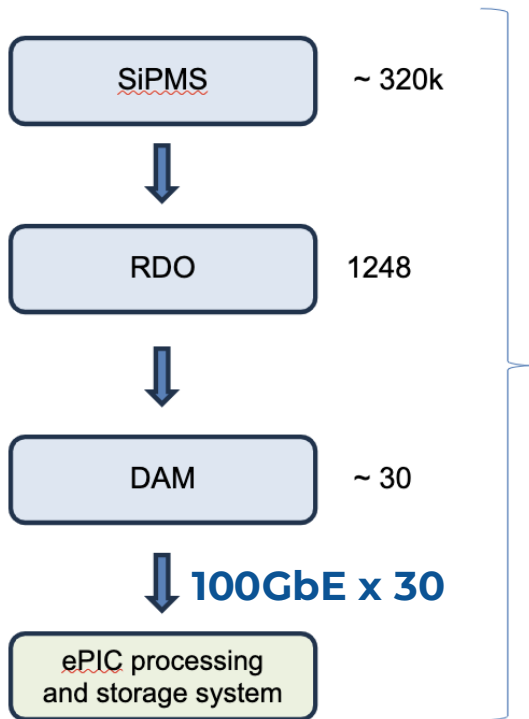 SiPMS
~ 320k
RDO
1248
DAM
~ 30
100GbE x 30
ePIC processing
and storage system